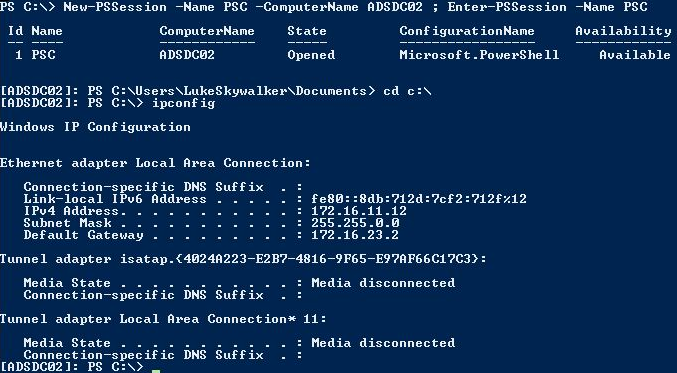 PS C:\> New-PSSession -Name PSC -ComputerName ADSDC02 ; Enter-PSSession -Name PSC
Id Name ComputerName State ConfigurationName Availability
-- ---- ------------ ----- ----------------- ------------
1 PSC ADSDC02 Opened Microsoft.PowerShell Available
[ADSDC02]: PS C:\Users\LukeSkywalker\Documents> cd c:\
[ADSDC02]: PS C:\> ipconfig
Windows IP Configuration
Ethernet adapter Local Area Connection:
Connection-specific DNS Suffix . :
Link-local IPv6 Address . . . . . : fe80::8db:712d:7cf2:712f%12
IPv4 Address. . . . . . . . . . . : 172.16.11.12
Subnet Mask . . . . . . . . . . . : 255.255.0.0
Default Gateway . . . . . . . . . : 172.16.23.2
Tunnel adapter isatap.{4024A223-E2B7-4816-9F65-E97AF66C17C3}:
Media State . . . . . . . . . . . : Media disconnected
Connection-specific DNS Suffix . :
Tunnel adapter Local Area Connection* 11:
Media State . . . . . . . . . . . : Media disconnected
Connection-specific DNS Suffix . :
[ADSDC02]: PS C:\> _